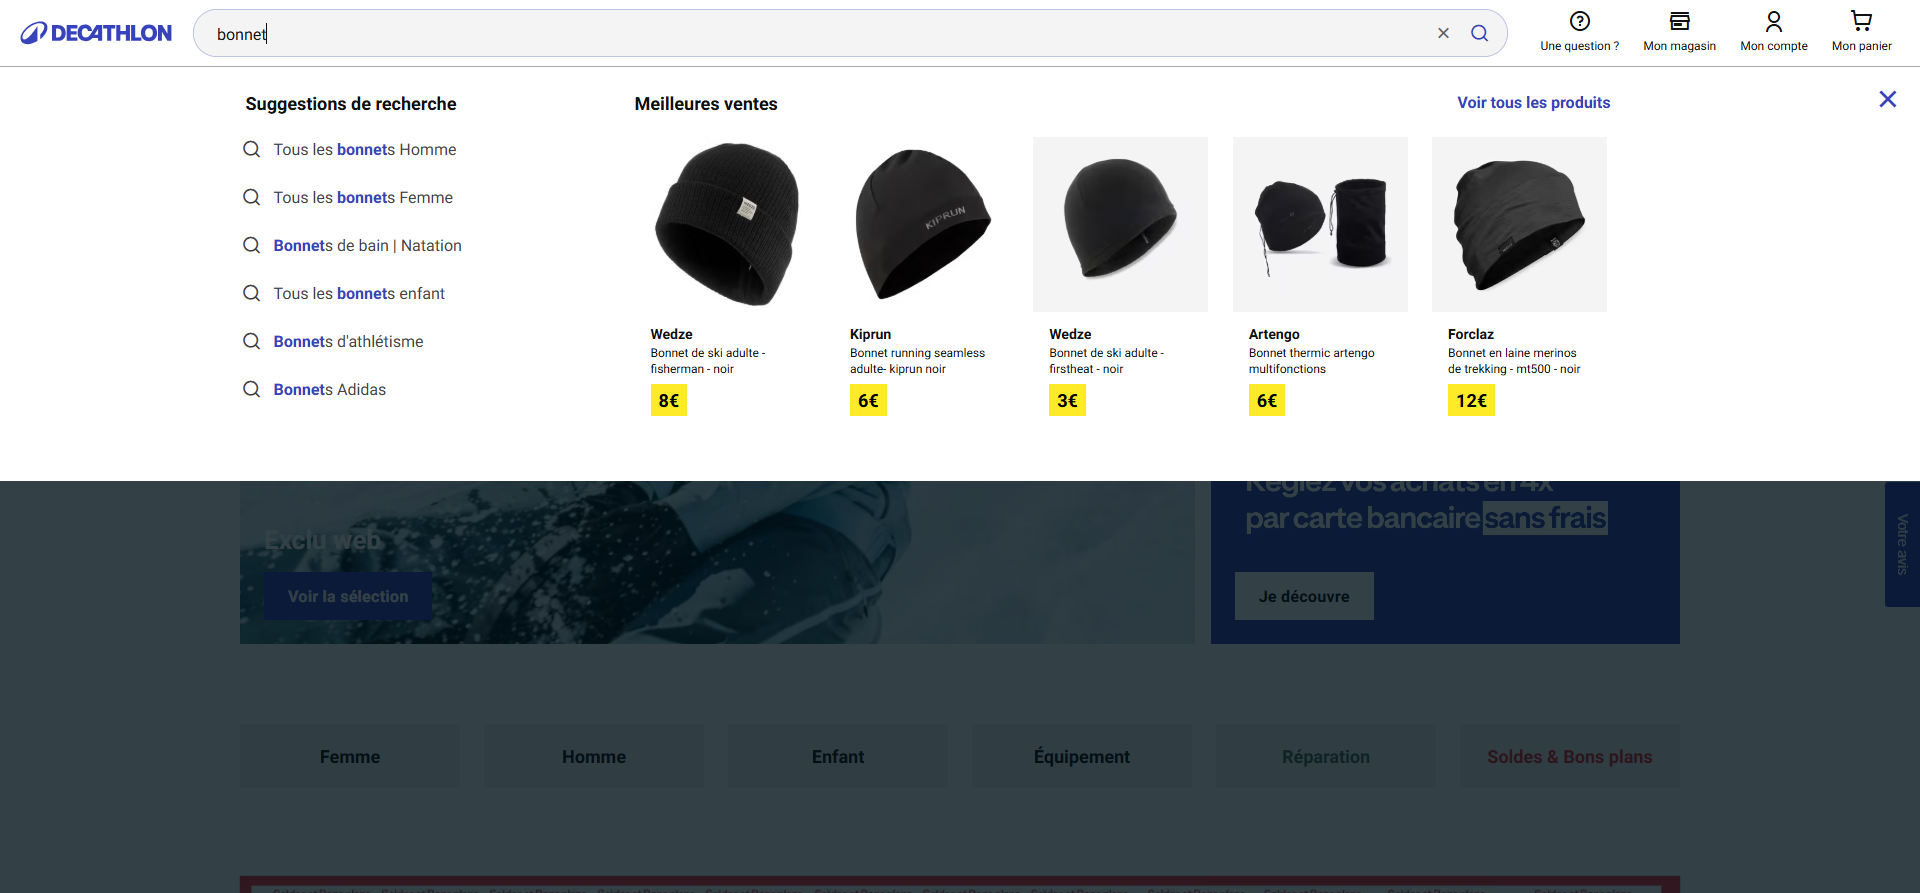 DECATHLON
bonnet
Une question ?
Mon magasin
Mon compte
Mon panier
Suggestions de recherche
Tous les bonnets Homme
Tous les bonnets Femme
Bonnets de bain | Natation
Tous les bonnets enfant
Bonnets d'athlétisme
Bonnets Adidas
Meilleures ventes
Voir tous les produits
KIPRUN
Wedze
Bonnet de ski adulte -
fisherman - noir
8€
Kiprun
Bonnet running seamless
adulte- kiprun noir
6€
Wedze
Bonnet de ski adulte -
firstheat - noir
3€
Artengo
Bonnet thermic artengo
multifonctions
6€
Forclaz
Bonnet en laine merinos
de trekking - mt500 - noir
12€
Exclu web
Voir la sélection
Réglez vos achats en 4x
par carte bancaire sans frais
Je découvre
Votre avis
Femme
Homme
Enfant
Équipement
Réparation
Soldes & Bons plans